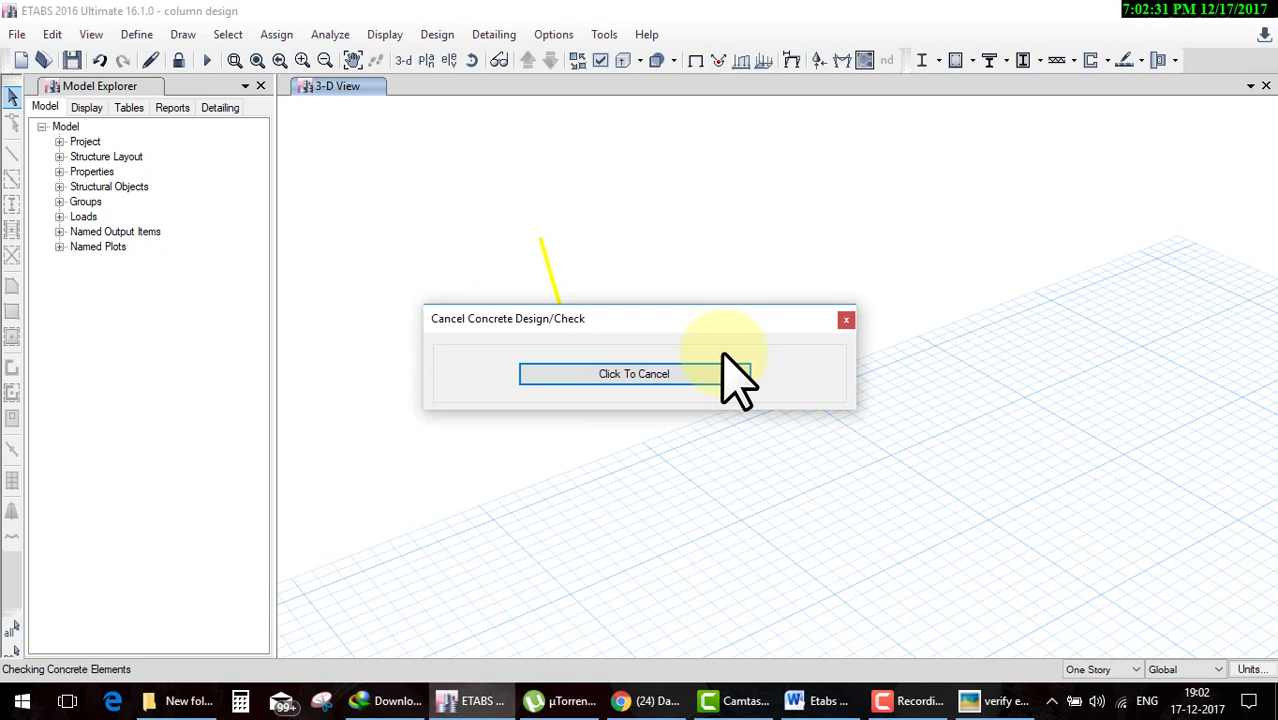 ETABS 2016 Ultimate 16.1.0 - column design
7:02:31 PM 12/17/2017
File Edit View Define Draw Select Assign Analyze Display Design Detailing Options Tools Help
3-d nd
Model Explorer
3-D View
Model Display Tables Reports Detailing
Model
Project
Structure Layout
Properties
Structural Objects
Groups
Loads
Named Output Items
Named Plots
Cancel Concrete Design/Check
x
Click To Cancel
all
Checking Concrete Elements
One Story Global Units...
New fol...
99+
Downlo...
ETABS ...
µTorren...
(24) Da...
Camtas...
Etabs ...
Recordi...
verify e...
ENG
19:02
17-12-2017